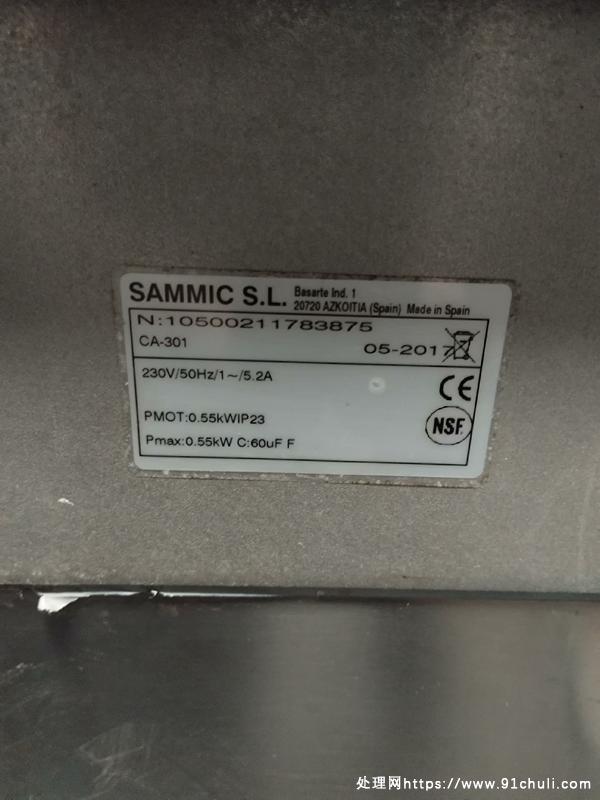 SAMMIC S.L. Basarte Ind. 1
20720 AZKOITIA (Spain) Made in Spain
N:10500211783875
CA-301 05-2017
230V/50Hz/1~/5.2A
CE
PMOT:0.55kWIP23
NSF.
Pmax:0.55kW C:60uF F
处理网https://www.91chuli.com/